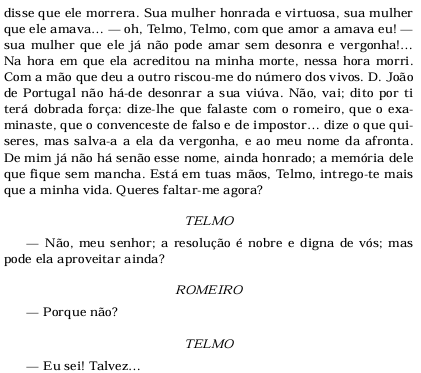 disse que ele morrera. Sua mulher honrada e virtuosa, sua mulher
que ele amava... — oh, Telmo, Telmo, com que amor a amava eu! —
sua mulher que ele já não pode amar sem desonra e vergonha!...
Na hora em que ela acreditou na minha morte, nessa hora morri.
Com a mão que deu a outro riscou-me do número dos vivos. D. João
de Portugal não há-de desonrar a sua viúva. Não, vai; dito por ti
terá dobrada força: dize-lhe que falaste com o romeiro, que o exa-
minaste, que o convenceste de falso e de impostor... dize o que qui-
seres, mas salva-a a ela da vergonha, e ao meu nome da afronta.
De mim já não há senão esse nome, ainda honrado; a memória dele
que fique sem mancha. Está em tuas mãos, Telmo, intrego-te mais
que a minha vida. Queres faltar-me agora?
TELMO
— Não, meu senhor; a resolução é nobre e digna de vós; mas
pode ela aproveitar ainda?
ROMEIRO
— Porque não?
TELMO
— Eu sei! Talvez...